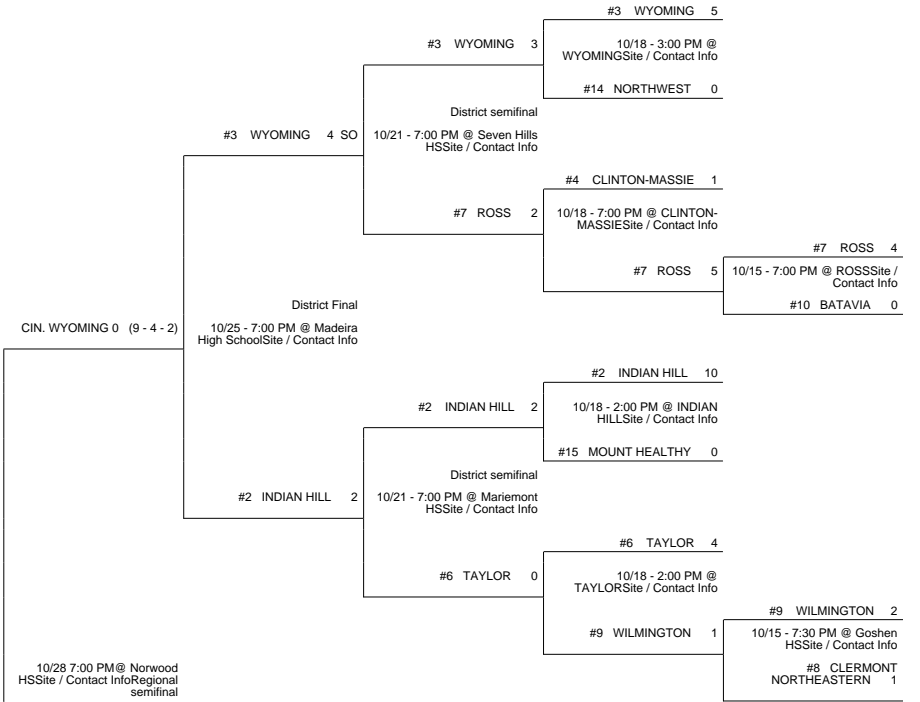 #3 WYOMING 5
#3 WYOMING 3
10/18 - 3:00 PM @
WYOMINGSite / Contact Info
#14 NORTHWEST 0
District semifinal
#3 WYOMING 4 SO
10/21 - 7:00 PM @ Seven Hills
HSSite / Contact Info
#4 CLINTON-MASSIE 1
#7 ROSS 2
10/18 - 7:00 PM @ CLINTON-
MASSIESite / Contact Info
#7 ROSS 4
#7 ROSS 5
10/15 - 7:00 PM @ ROSSSite /
Contact Info
#10 BATAVIA 0
District Final
CIN. WYOMING 0 (9 - 4 - 2)
10/25 - 7:00 PM @ Madeira
High SchoolSite / Contact Info
#2 INDIAN HILL 10
#2 INDIAN HILL 2
10/18 - 2:00 PM @ INDIAN
HILLSite / Contact Info
#15 MOUNT HEALTHY 0
District semifinal
#2 INDIAN HILL 2
10/21 - 7:00 PM @ Mariemont
HSSite / Contact Info
#6 TAYLOR 4
#6 TAYLOR 0
10/18 - 2:00 PM @
TAYLORSite / Contact Info
#9 WILMINGTON 2
#9 WILMINGTON 1
10/15 - 7:30 PM @ Goshen
HSSite / Contact Info
#8 CLERMONT
NORTHEASTERN 1
10/28 7:00 PM@ Norwood
HSSite / Contact InfoRegional
semifinal